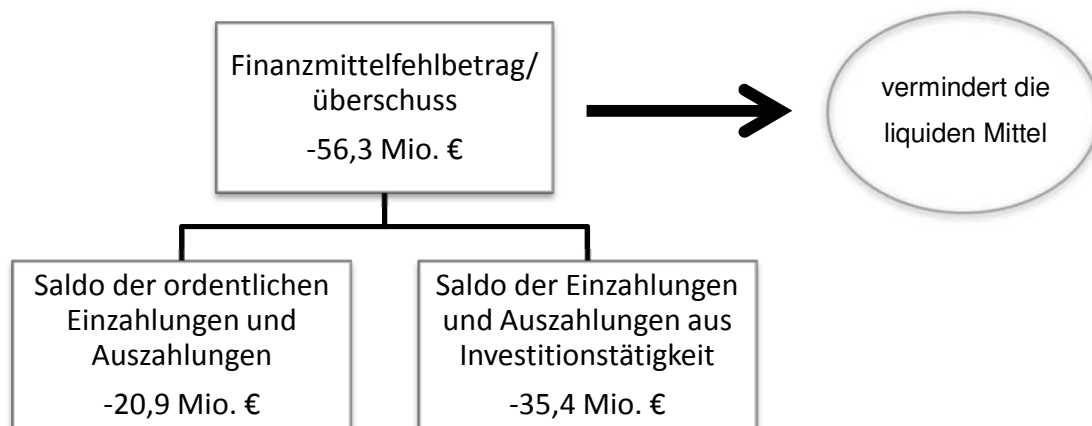 Finanzmittelfehlbetrag/
überschuss
-56,3 Mio. €
vermindert die
liquiden Mittel
Saldo der ordentlichen
Einzahlungen und
Auszahlungen
-20,9 Mio. €
Saldo der Einzahlungen
und Auszahlungen aus
Investitionstätigkeit
-35,4 Mio. €